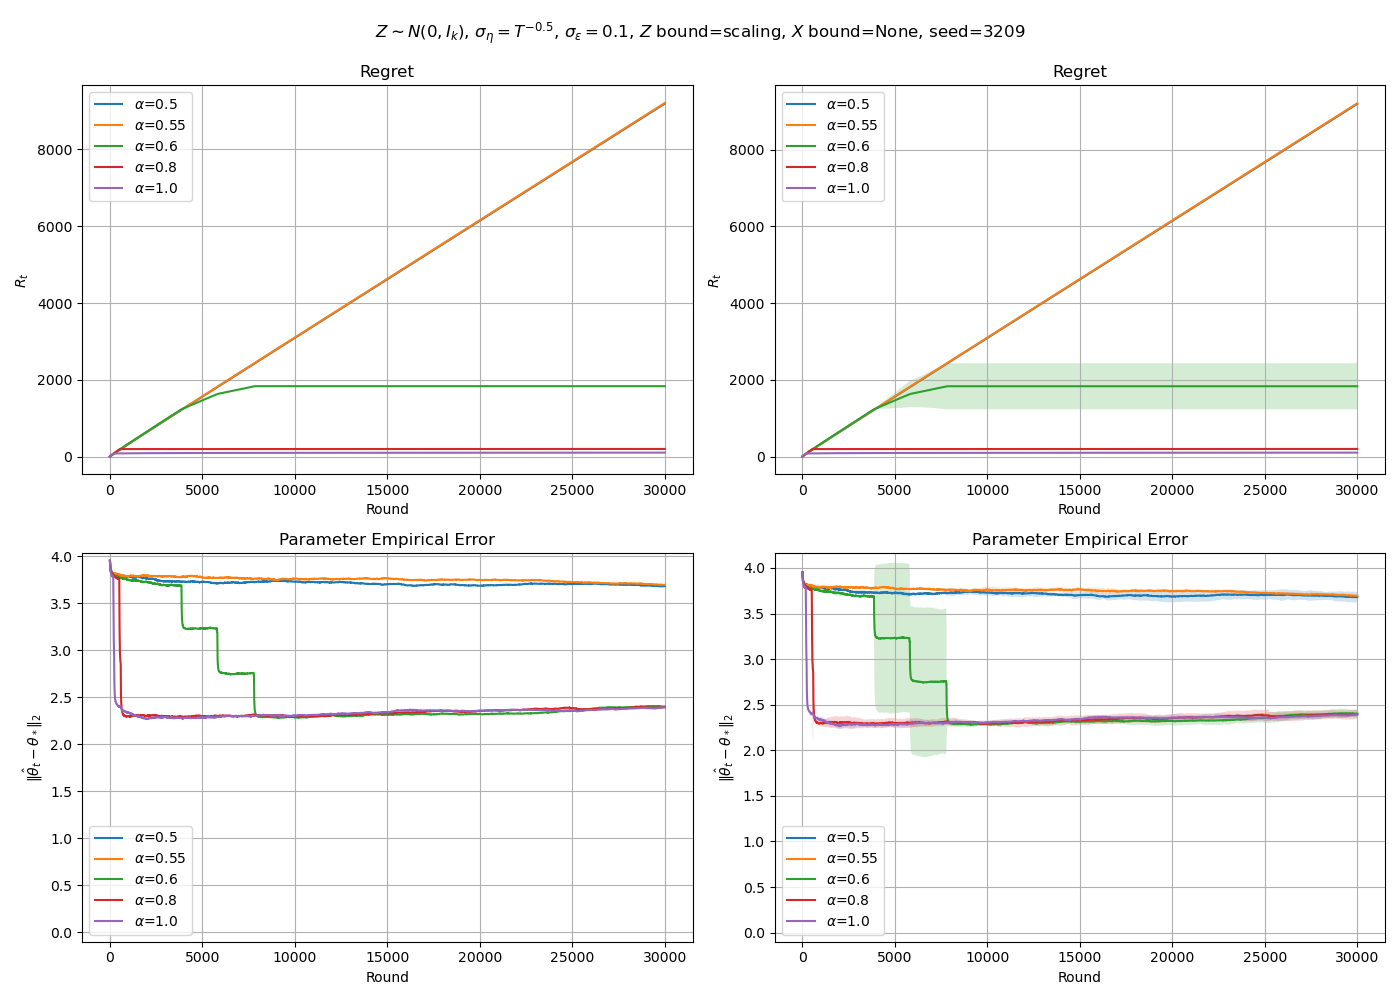 Z ∼ N(0, I_k), σ_η = T^{−0.5}, σ_ε = 0.1, Z bound=scaling, X bound=None, seed=3209
Regret
R_t
8000
6000
4000
2000
0
α=0.5
α=0.55
α=0.6
α=0.8
α=1.0
0 5000 10000 15000 20000 25000 30000
Round
Regret
R_t
8000
6000
4000
2000
0
α=0.5
α=0.55
α=0.6
α=0.8
α=1.0
0 5000 10000 15000 20000 25000 30000
Round
Parameter Empirical Error
‖θ̂_t − θ_*‖_2
4.0
3.5
3.0
2.5
2.0
1.5
1.0
0.5
0.0
α=0.5
α=0.55
α=0.6
α=0.8
α=1.0
0 5000 10000 15000 20000 25000 30000
Round
Parameter Empirical Error
‖θ̂_t − θ_*‖_2
4.0
3.5
3.0
2.5
2.0
1.5
1.0
0.5
0.0
α=0.5
α=0.55
α=0.6
α=0.8
α=1.0
0 5000 10000 15000 20000 25000 30000
Round